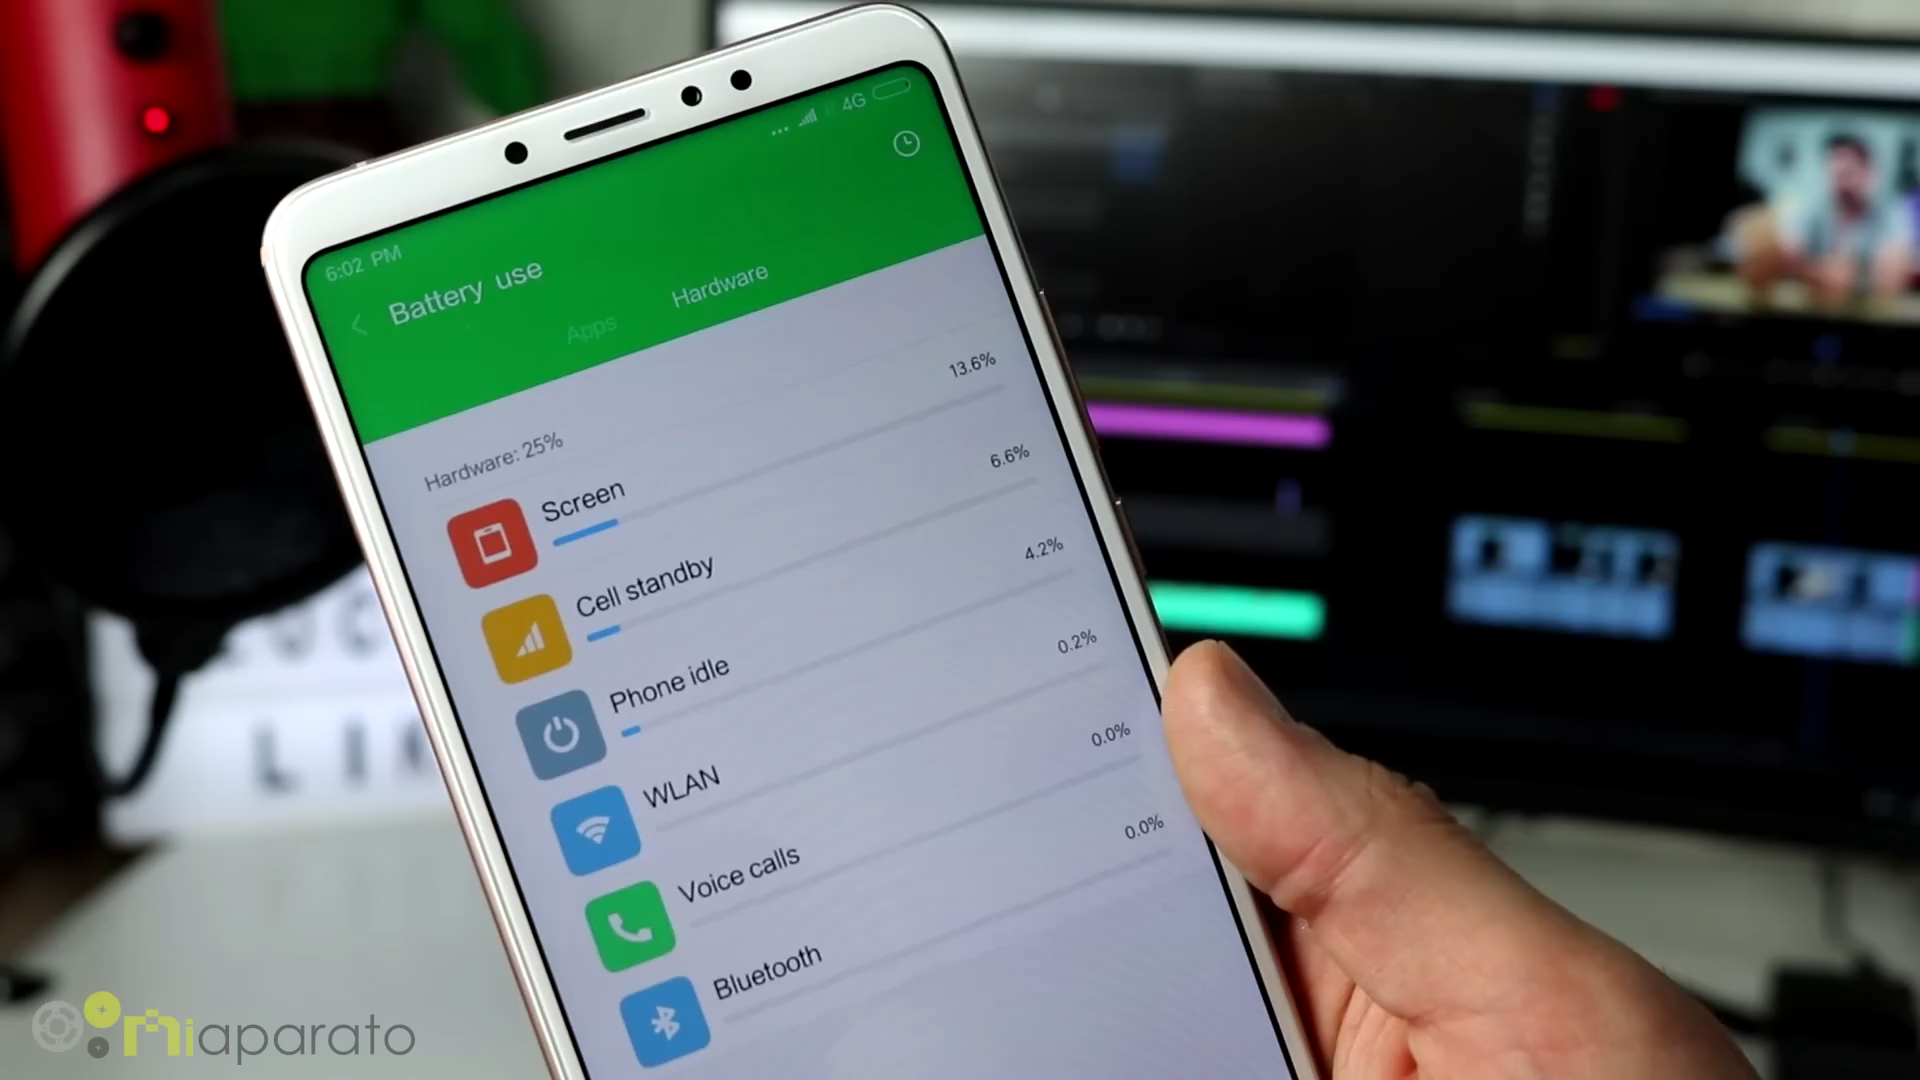 4G
6:02 PM
Battery use
Apps
Hardware
Hardware: 25%
Screen
13.6%
Cell standby
6.6%
Phone idle
4.2%
WLAN
0.2%
Voice calls
0.0%
Bluetooth
0.0%
miaparato